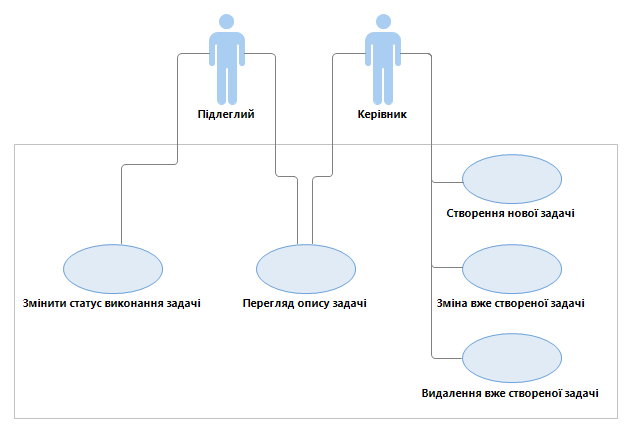 Підлеглий
Керівник
Створення нової задачі
Змінити статус виконання задачі
Перегляд опису задачі
Зміна вже створеної задачі
Видалення вже створеної задачі